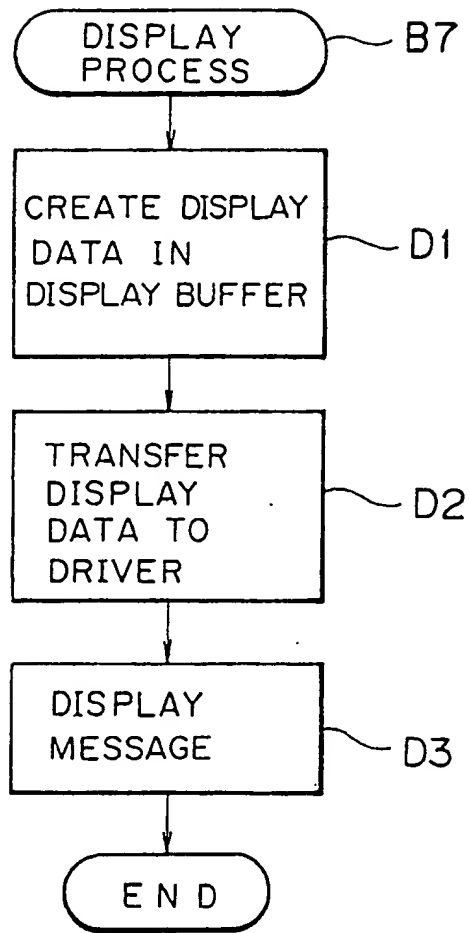 DISPLAY
PROCESS
B7
CREATE DISPLAY
DATA IN
DISPLAY BUFFER
D1
TRANSFER
DISPLAY
DATA TO
DRIVER
D2
DISPLAY
MESSAGE
D3
END